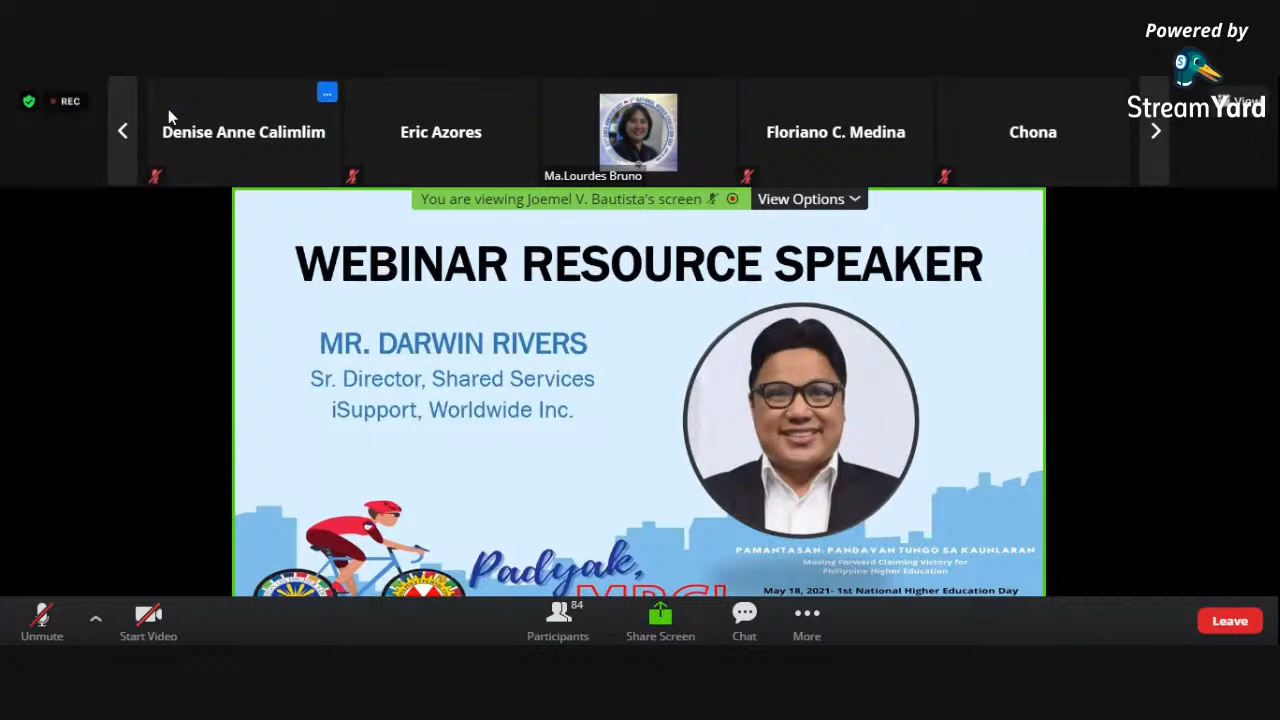 Powered by
StreamYard
REC
View
...
Denise Anne Calimlim
Eric Azores
Ma.Lourdes Bruno
Floriano C. Medina
Chona
You are viewing Joemel V. Bautista's screen
View Options
WEBINAR RESOURCE SPEAKER
MR. DARWIN RIVERS
Sr. Director, Shared Services
iSupport, Worldwide Inc.
Padyak,
PAMANTASAN: PANDAYAN TUNGO SA KAUNLARAN
Moving Forward Claiming Victory for
Philippine Higher Education
May 18, 2021- 1st National Higher Education Day
Unmute
Start Video
84
Participants
Share Screen
Chat
More
Leave